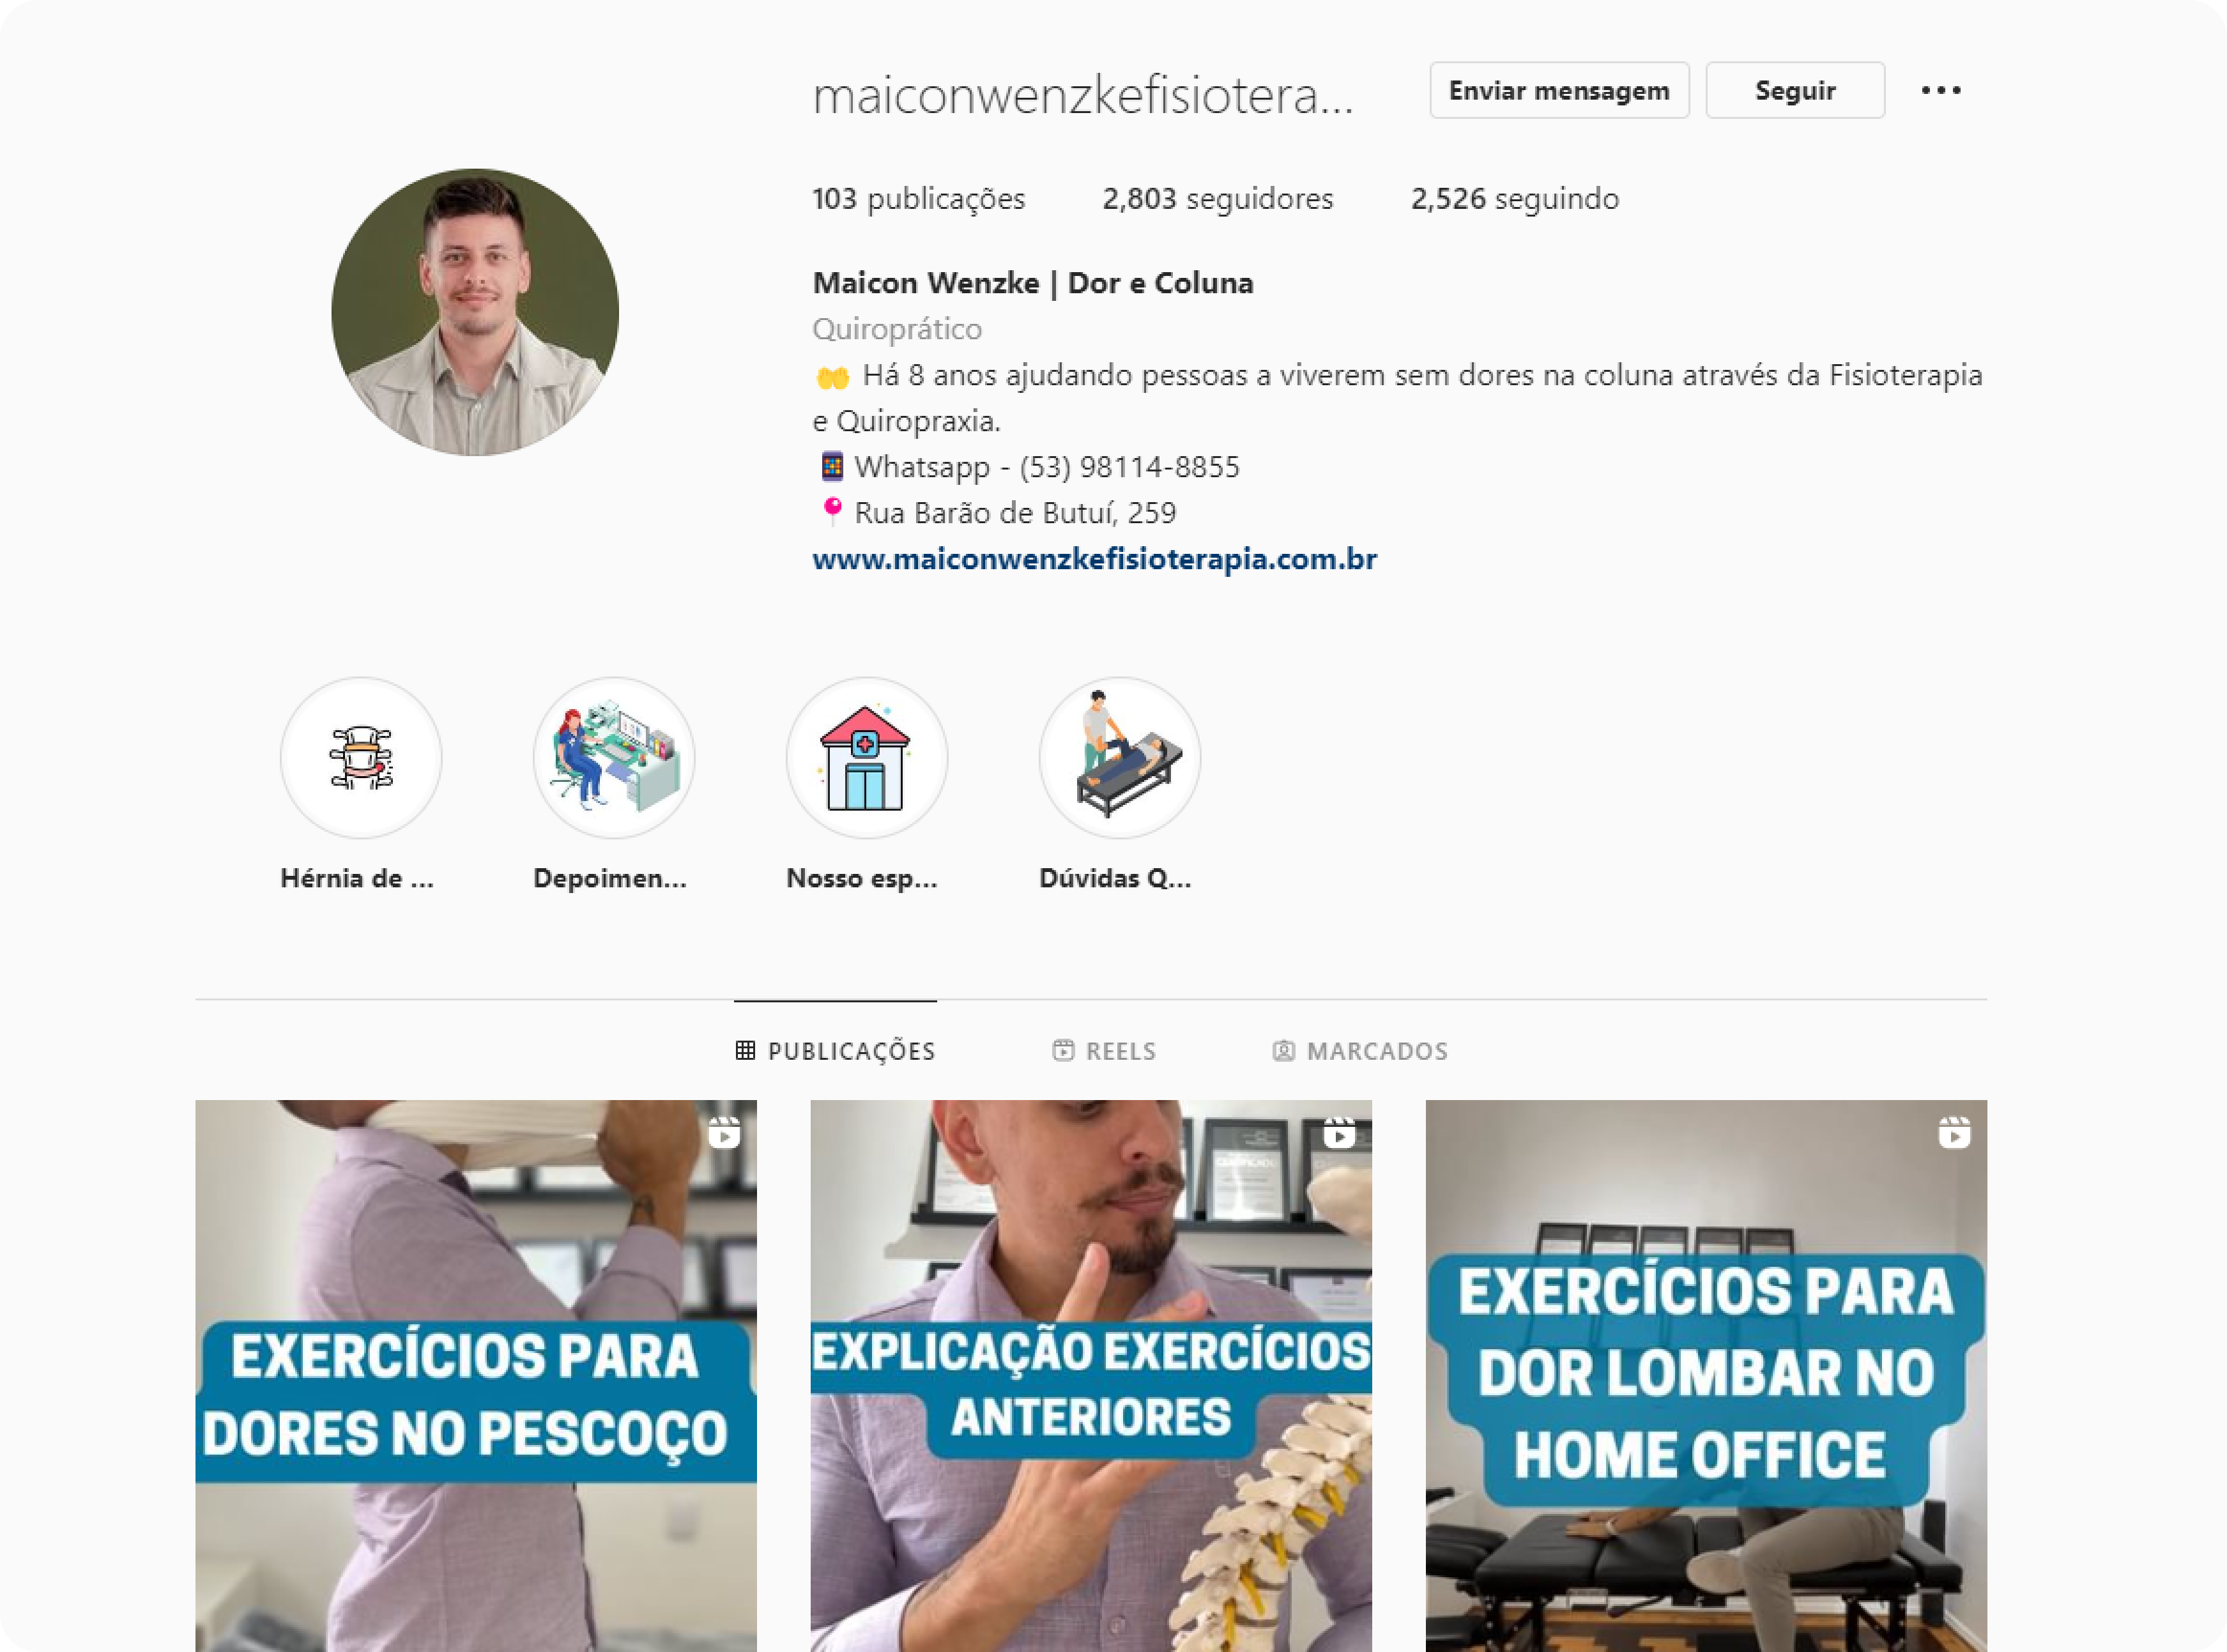 maiconwenzkefisiotera...
Enviar mensagem
Seguir
103 publicações
2,803 seguidores
2,526 seguindo
Maicon Wenzke | Dor e Coluna
Quiroprático
🤲 Há 8 anos ajudando pessoas a viverem sem dores na coluna através da Fisioterapia
e Quiropraxia.
📱 Whatsapp - (53) 98114-8855
📍 Rua Barão de Butuí, 259
www.maiconwenzkefisioterapia.com.br
Hérnia de ...
Depoimen...
Nosso esp...
Dúvidas Q...
PUBLICAÇÕES
REELS
MARCADOS
EXERCÍCIOS PARA
DORES NO PESCOÇO
EXPLICAÇÃO EXERCÍCIOS
ANTERIORES
EXERCÍCIOS PARA
DOR LOMBAR NO
HOME OFFICE